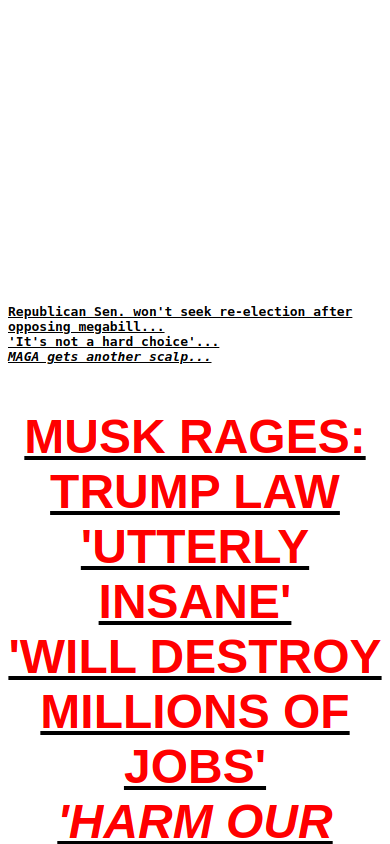 Republican Sen. won't seek re-election after
opposing megabill...
'It's not a hard choice'...
MAGA gets another scalp...
MUSK RAGES:
TRUMP LAW
'UTTERLY
INSANE'
'WILL DESTROY
MILLIONS OF
JOBS'
'HARM OUR